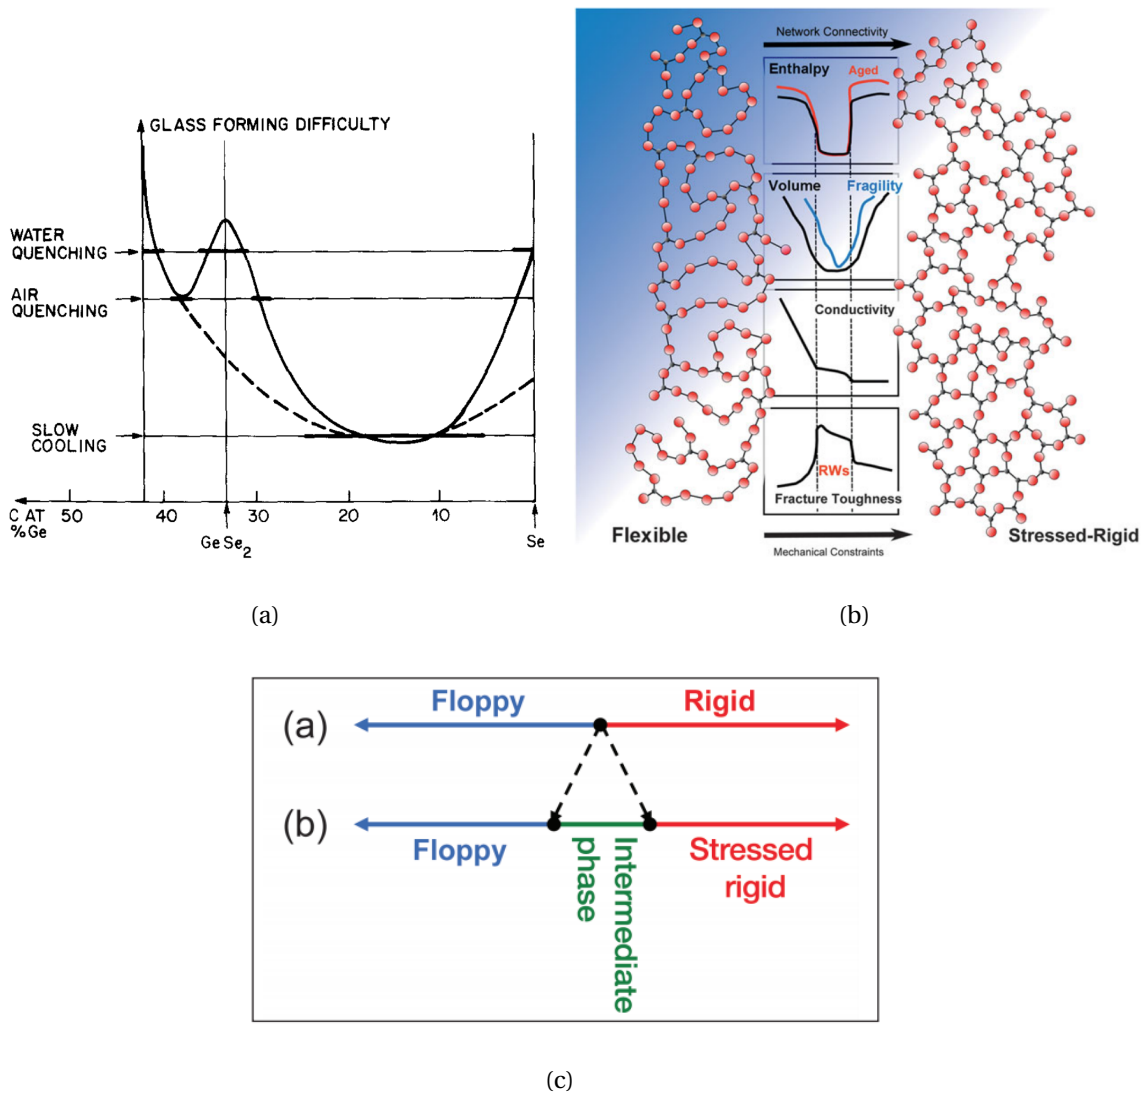 GLASS FORMING DIFFICULTY
WATER
QUENCHING
AIR
QUENCHING
SLOW
COOLING
C AT
%Ge
50
40
30
20
10
GeSe2
Se
(a)
Network Connectivity
Enthalpy
Aged
Volume
Fragility
Conductivity
RWs
Fracture Toughness
Flexible
Stressed-Rigid
Mechanical Constraints
(b)
(a)
Floppy
Rigid
(b)
Floppy
Intermediate
phase
Stressed
rigid
(c)